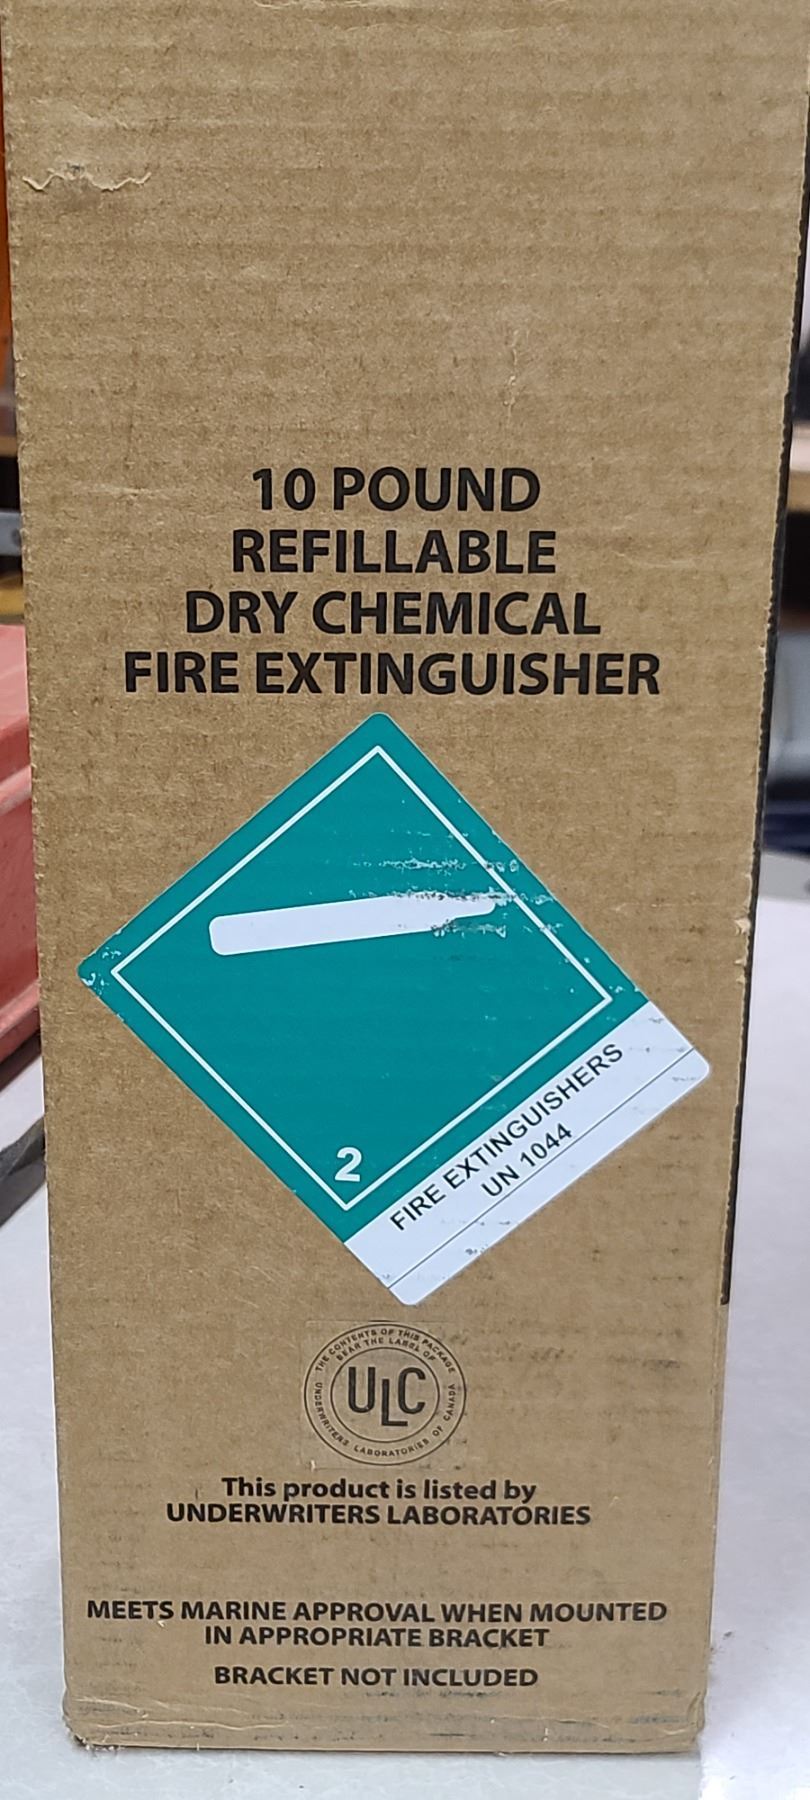 10 POUND
REFILLABLE
DRY CHEMICAL
FIRE EXTINGUISHER
2
FIRE EXTINGUISHERS
UN 1044
THE CONTENTS OF THIS PACKAGE
BEAR THE LABEL OF
ULC
UNDERWRITERS LABORATORIES OF CANADA
This product is listed by
UNDERWRITERS LABORATORIES
MEETS MARINE APPROVAL WHEN MOUNTED
IN APPROPRIATE BRACKET
BRACKET NOT INCLUDED